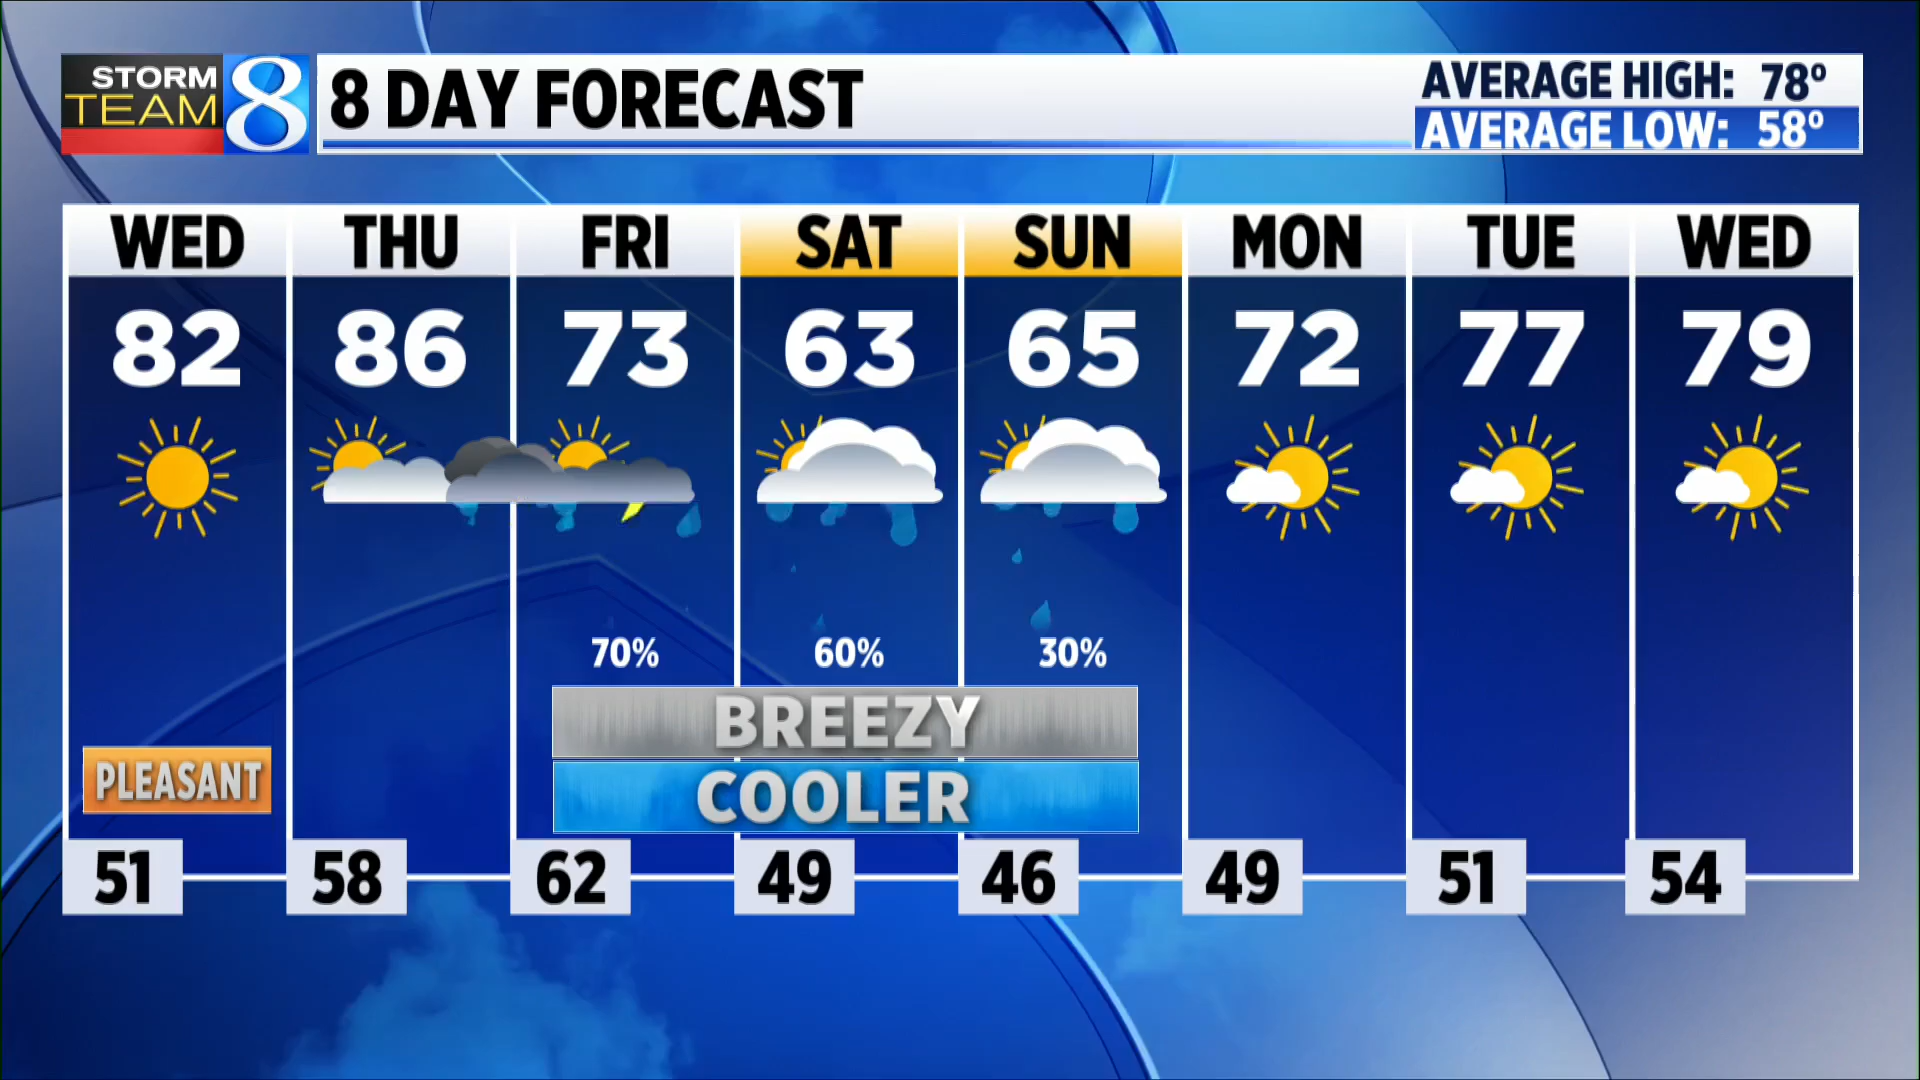 STORM
TEAM 8
8 DAY FORECAST
AVERAGE HIGH: 78º
AVERAGE LOW: 58º
WED THU FRI SAT SUN MON TUE WED
82 86 73 63 65 72 77 79
70% 60% 30%
BREEZY
PLEASANT
COOLER
51 58 62 49 46 49 51 54